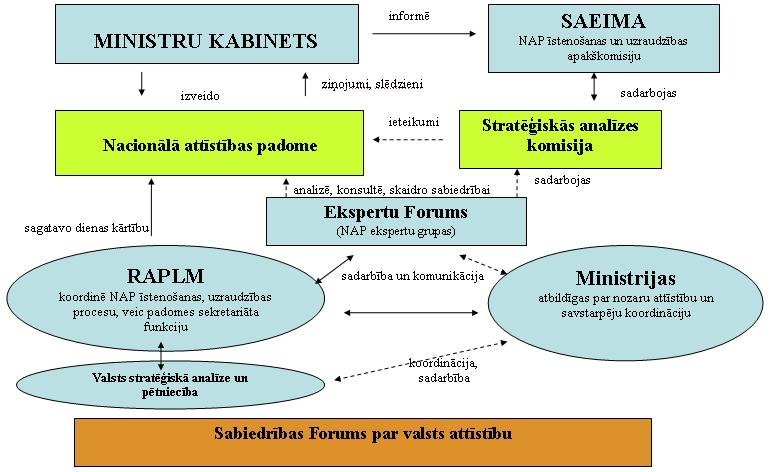 MINISTRU KABINETS
informē
SAEIMA
NAP īstenošanas un uzraudzības
apakškomisiju
izveido
ziņojumi, slēdzieni
sadarbojas
Nacionālā attīstības padome
ieteikumi
Stratēģiskās analīzes
komisija
analizē, konsultē, skaidro sabiedrībai
sadarbojas
sagatavo dienas kārtību
Ekspertu Forums
(NAP ekspertu grupas)
RAPLM
koordinē NAP īstenošanas, uzraudzības
procesu, veic padomes sekretariāta
funkciju
sadarbība un komunikācija
Ministrijas
atbildīgas par nozaru attīstību un
savstarpēju koordināciju
Valsts stratēģiskā analīze un
pētniecība
koordinācija,
sadarbība
Sabiedrības Forums par valsts attīstību